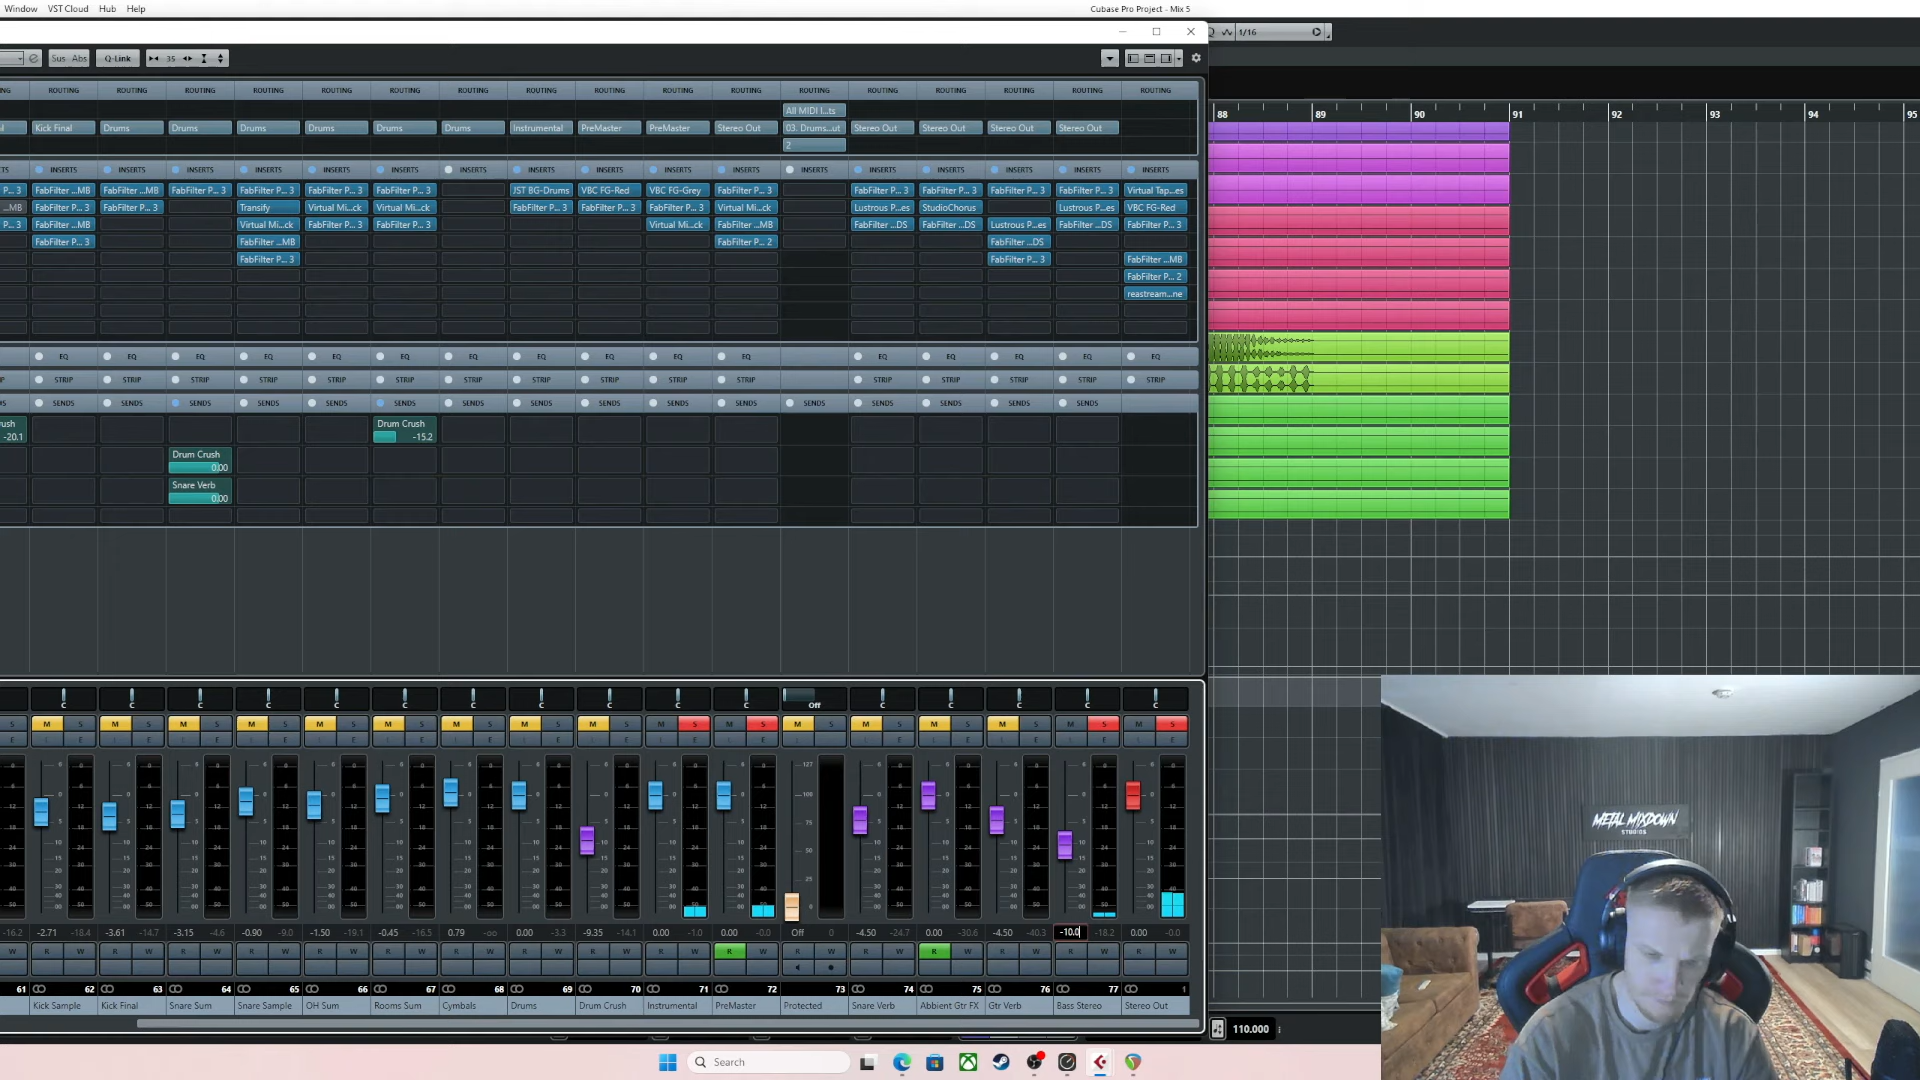 Window VST Cloud Hub Help
Cubase Pro Project - Mix 5
Sus Abs Q-Link 35
1/16
ROUTING ROUTING ROUTING ROUTING ROUTING ROUTING ROUTING ROUTING ROUTING ROUTING ROUTING ROUTING ROUTING ROUTING ROUTING ROUTING ROUTING
All MIDI I...ts
Kick Final Drums Drums Drums Drums Drums Drums Instrumental PreMaster PreMaster Stereo Out 03. Drums...ut Stereo Out Stereo Out Stereo Out Stereo Out
2
88 89 90 91 92 93 94 95
INSERTS INSERTS INSERTS INSERTS INSERTS INSERTS INSERTS INSERTS INSERTS INSERTS INSERTS INSERTS INSERTS INSERTS INSERTS INSERTS INSERTS
P... 3 FabFilter ...MB FabFilter ...MB FabFilter P... 3 FabFilter P... 3 FabFilter P... 3 FabFilter P... 3 JST BG-Drums VBC FG-Red VBC FG-Grey FabFilter P... 3 FabFilter P... 3 FabFilter P... 3 FabFilter P... 3 FabFilter P... 3 Virtual Tap...es
...MB FabFilter P... 3 FabFilter P... 3 Transify Virtual Mi...ck Virtual Mi...ck FabFilter P... 3 FabFilter P... 3 FabFilter P... 3 Virtual Mi...ck Lustrous P...es StudioChorus Lustrous P...es VBC FG-Red
P... 3 FabFilter ...MB Virtual Mi...ck FabFilter P... 3 FabFilter P... 3 Virtual Mi...ck FabFilter ...MB FabFilter ...DS FabFilter ...DS Lustrous P...es FabFilter ...DS FabFilter P... 3
FabFilter P... 3 FabFilter ...MB FabFilter P... 2 FabFilter ...DS
FabFilter P... 3 FabFilter P... 3 FabFilter ...MB
FabFilter P... 2
reastream...ne
EQ EQ EQ EQ EQ EQ EQ EQ EQ EQ EQ EQ EQ EQ EQ EQ
STRIP STRIP STRIP STRIP STRIP STRIP STRIP STRIP STRIP STRIP STRIP STRIP STRIP STRIP STRIP STRIP
SENDS SENDS SENDS SENDS SENDS SENDS SENDS SENDS SENDS SENDS SENDS SENDS SENDS SENDS SENDS SENDS
Drum Crush
-20.1 -15.2
Drum Crush
0.00
Snare Verb
0.00
C C C C C C C C C C C Off C C C C C
M S M S M S M S M S M S M S M S M S M S M S M M S M S M S M S M S
-16.2 -2.71 -18.4 -3.61 -14.7 -3.15 -4.6 -0.90 -9.0 -1.50 -19.1 -0.45 -16.5 0.79 -oo 0.00 -3.3 -9.35 -14.1 0.00 -1.0 0.00 -0.0 Off 0 -4.50 -24.7 0.00 -30.6 -4.50 -40.3 -10.0 -18.2 0.00 -0.0
R W R W R W R W R W R W R W R W R W R W R W R W R W R W R W R W R W
61 62 63 64 65 66 67 68 69 70 71 72 73 74 75 76 77 1
Kick Sample Kick Final Snare Sum Snare Sample OH Sum Rooms Sum Cymbals Drums Drum Crush Instrumental PreMaster Protected Snare Verb Abbient Gtr FX Gtr Verb Bass Stereo Stereo Out
110.000
METAL MIXDOWN
STUDIOS
Search